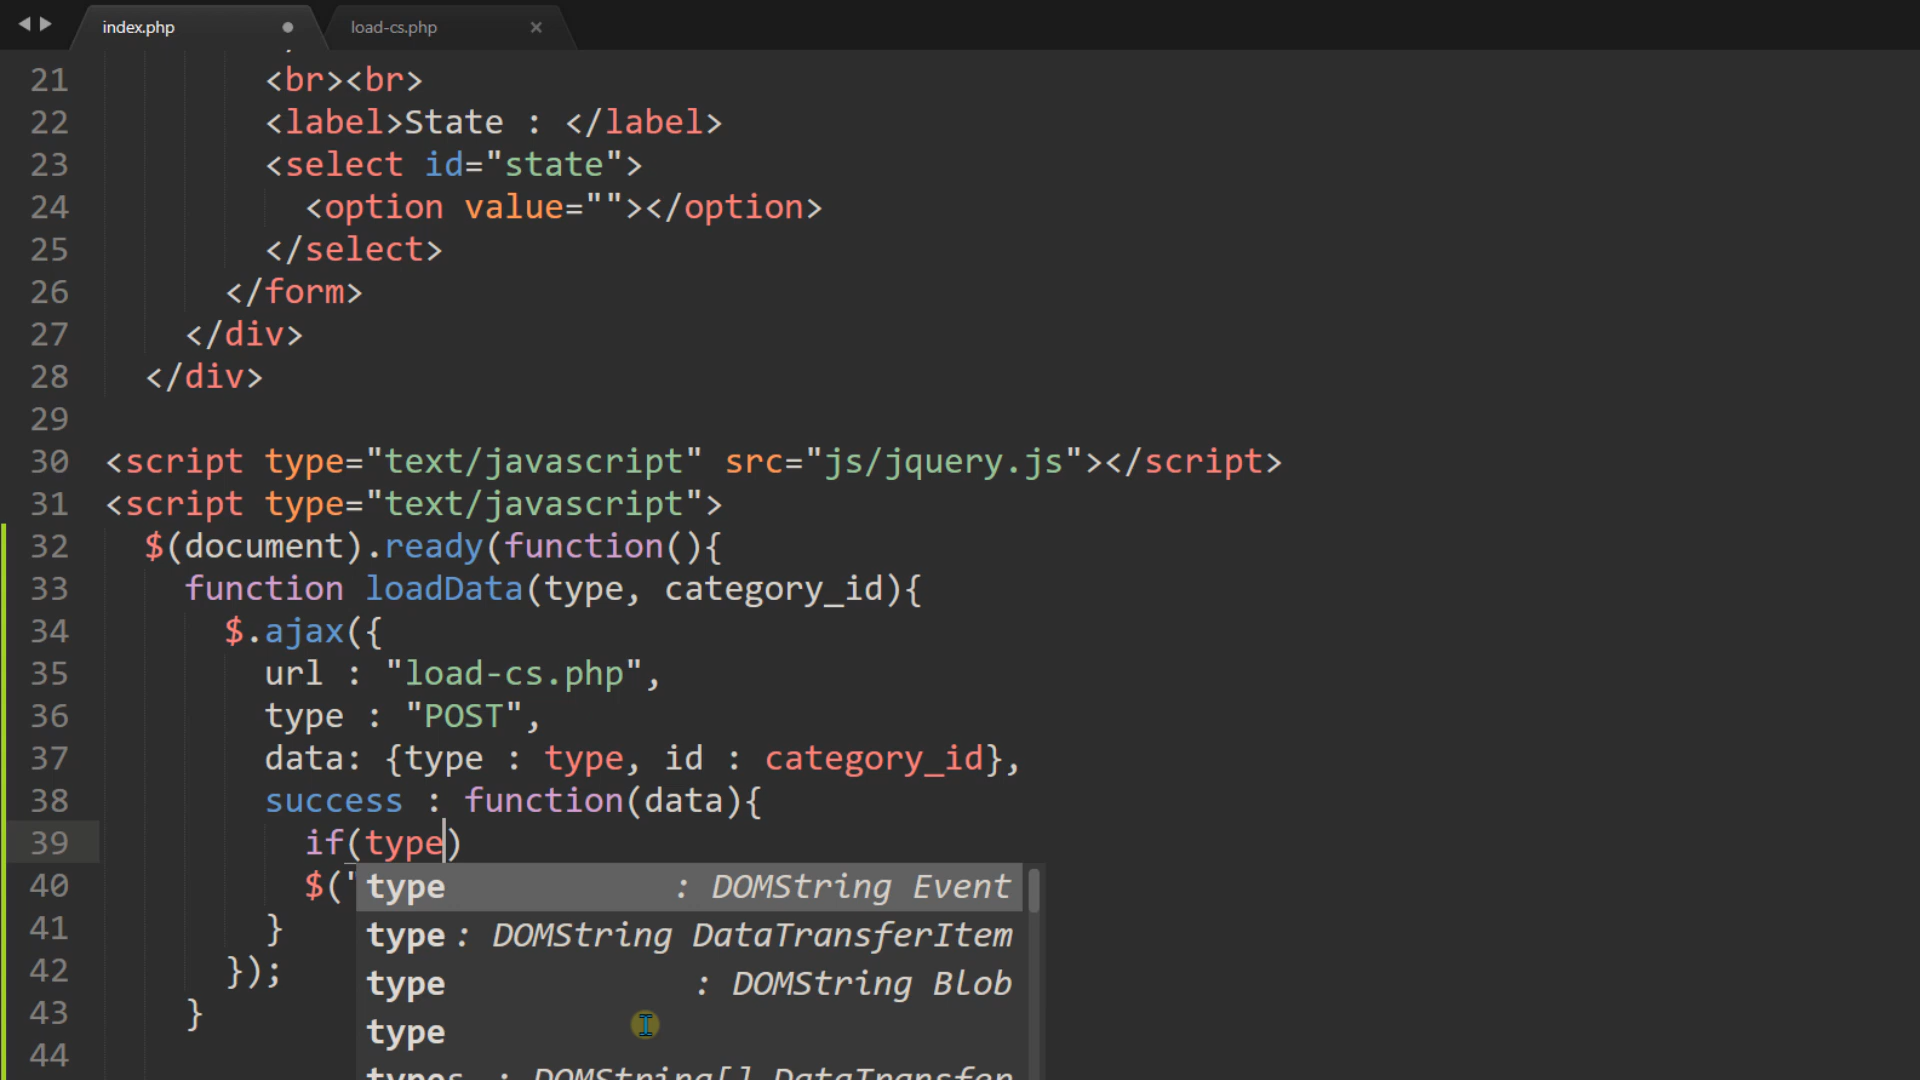 index.php
load-cs.php
21 <br><br>
22 <label>State : </label>
23 <select id="state">
24 <option value=""></option>
25 </select>
26 </form>
27 </div>
28 </div>
29
30 <script type="text/javascript" src="js/jquery.js"></script>
31 <script type="text/javascript">
32 $(document).ready(function(){
33 function loadData(type, category_id){
34 $.ajax({
35 url : "load-cs.php",
36 type : "POST",
37 data: {type : type, id : category_id},
38 success : function(data){
39 if(type)
40 $("
type : DOMString Event
41 }
type : DOMString DataTransferItem
42 });
type : DOMString Blob
43 }
type
44
types : DOMString[] DataTransfer